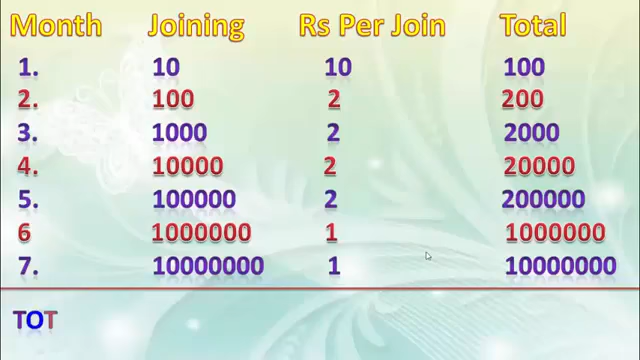 Month Joining Rs Per Join Total
1. 10 10 100
2. 100 2 200
3. 1000 2 2000
4. 10000 2 20000
5. 100000 2 200000
6 1000000 1 1000000
7. 10000000 1 10000000
TOT